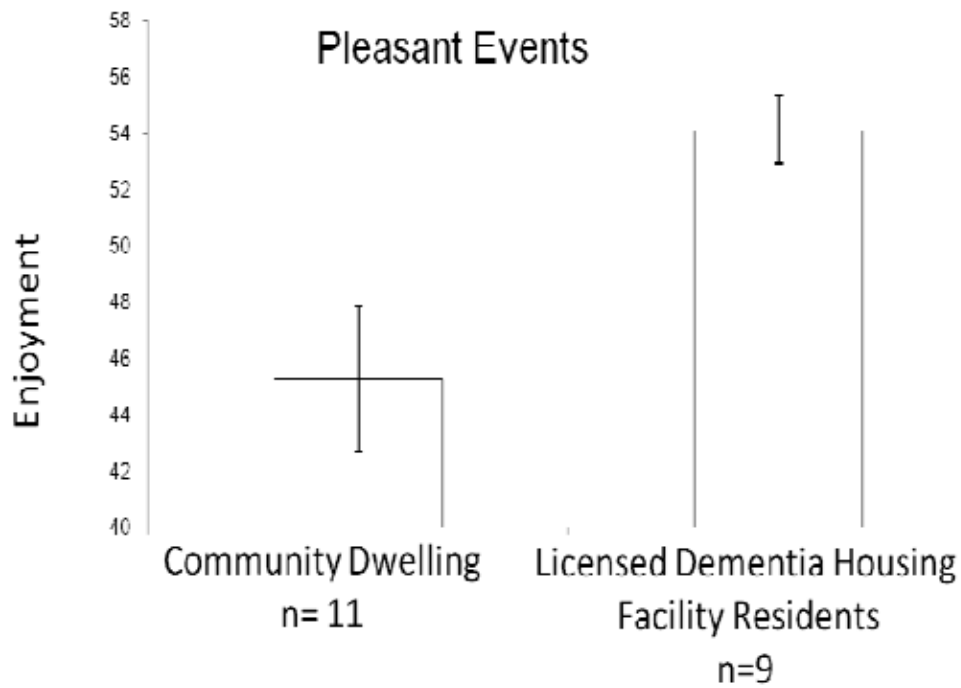 Pleasant Events
Enjoyment
58
56
54
52
50
48
46
44
42
40
Community Dwelling
n= 11
Licensed Dementia Housing
Facility Residents
n=9